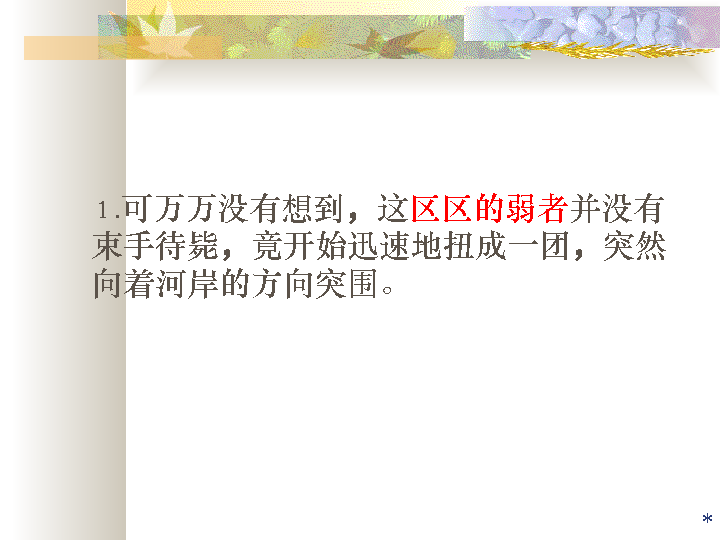 1.可万万没有想到，这区区的弱者并没有
束手待毙，竟开始迅速地扭成一团，突然
向着河岸的方向突围。
*